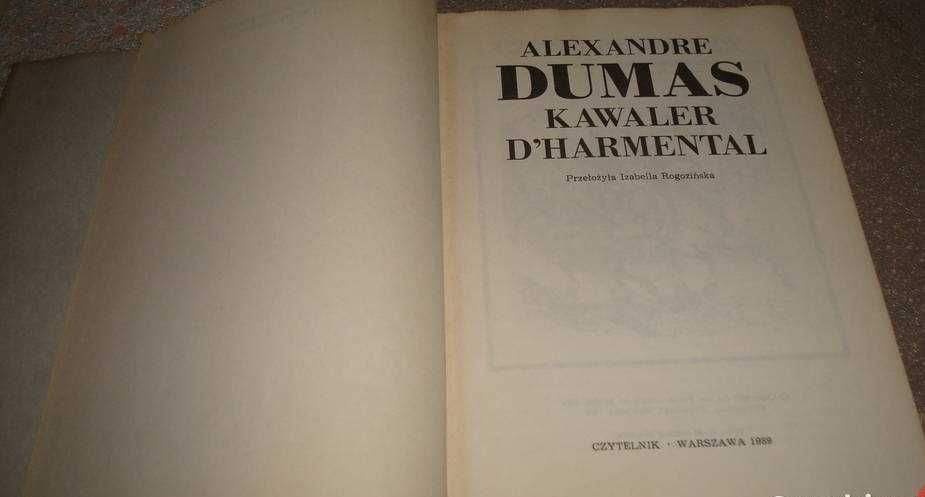 ALEXANDRE
DUMAS
KAWALER
D'HARMENTAL
Przełożyła Izabella Rogozińska
CZYTELNIK · WARSZAWA 1989